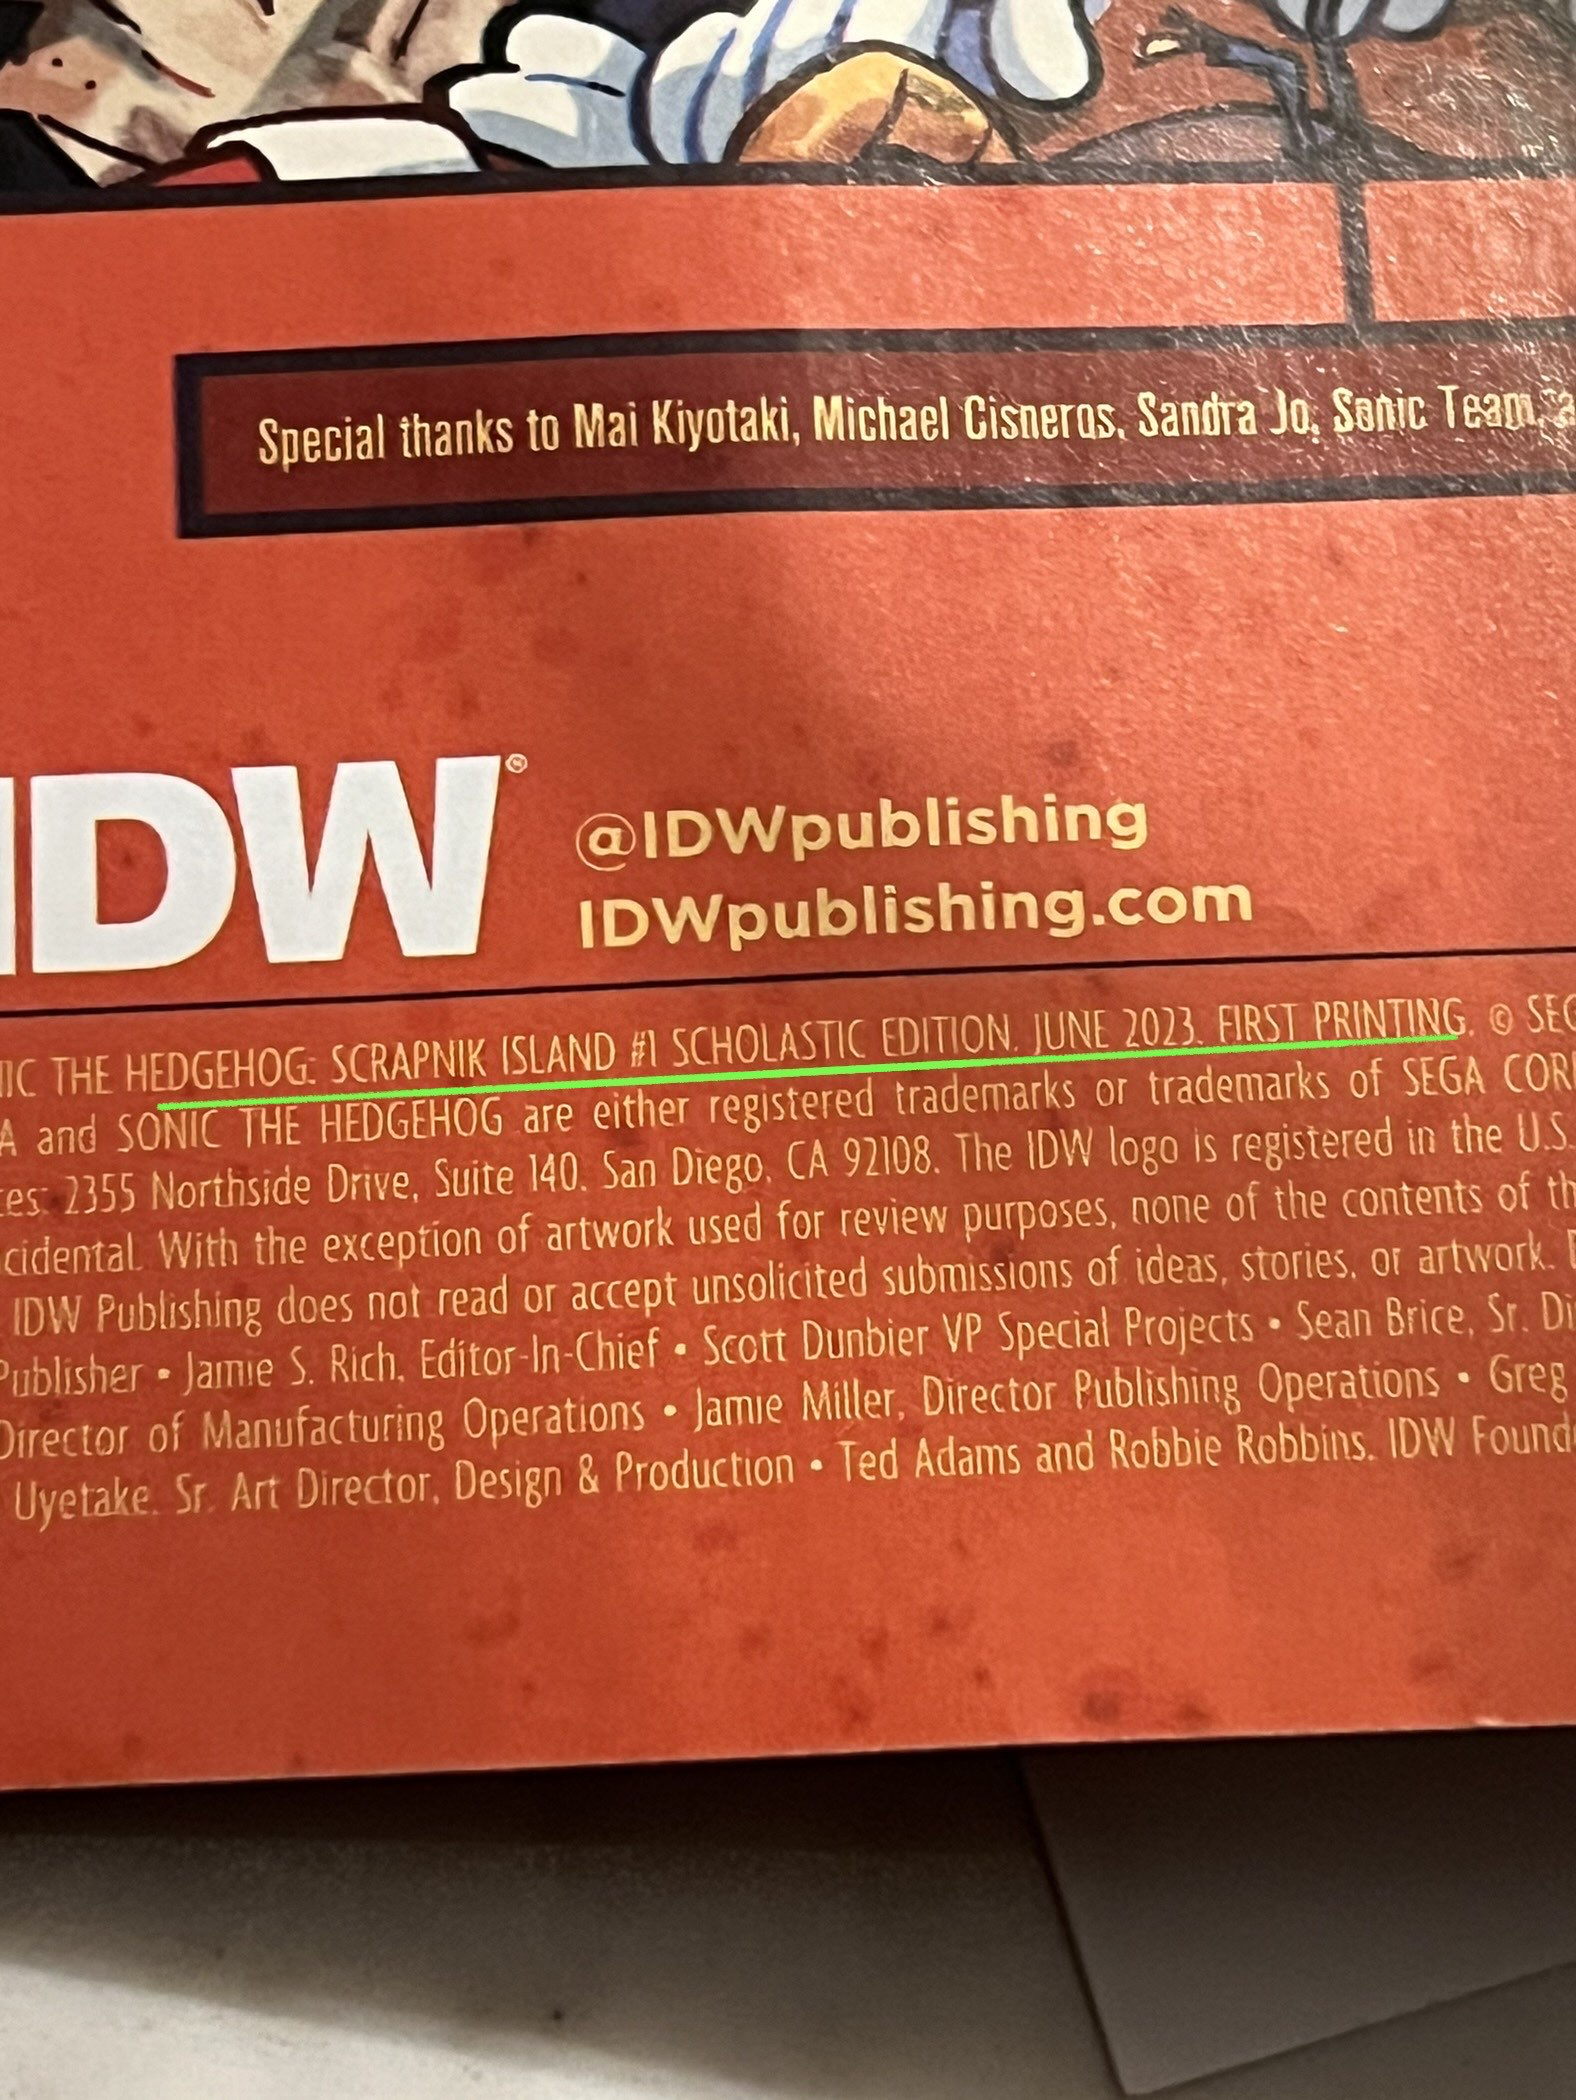 Special thanks to Mai Kiyotaki, Michael Cisneros, Sandra Jo, Sonic Team,
IDW®
@IDWpublishing
IDWpublishing.com
NIC THE HEDGEHOG: SCRAPNIK ISLAND #1 SCHOLASTIC EDITION. JUNE 2023. FIRST PRINTING. © SEG
A and SONIC THE HEDGEHOG are either registered trademarks or trademarks of SEGA COR
ces: 2355 Northside Drive, Suite 140, San Diego, CA 92108. The IDW logo is registered in the U.S.
cidental. With the exception of artwork used for review purposes, none of the contents of th
IDW Publishing does not read or accept unsolicited submissions of ideas, stories, or artwork.
Publisher • Jamie S. Rich, Editor-In-Chief • Scott Dunbier VP Special Projects • Sean Brice, Sr. Di
Director of Manufacturing Operations • Jamie Miller, Director Publishing Operations • Greg
Uyetake, Sr. Art Director, Design & Production • Ted Adams and Robbie Robbins, IDW Found